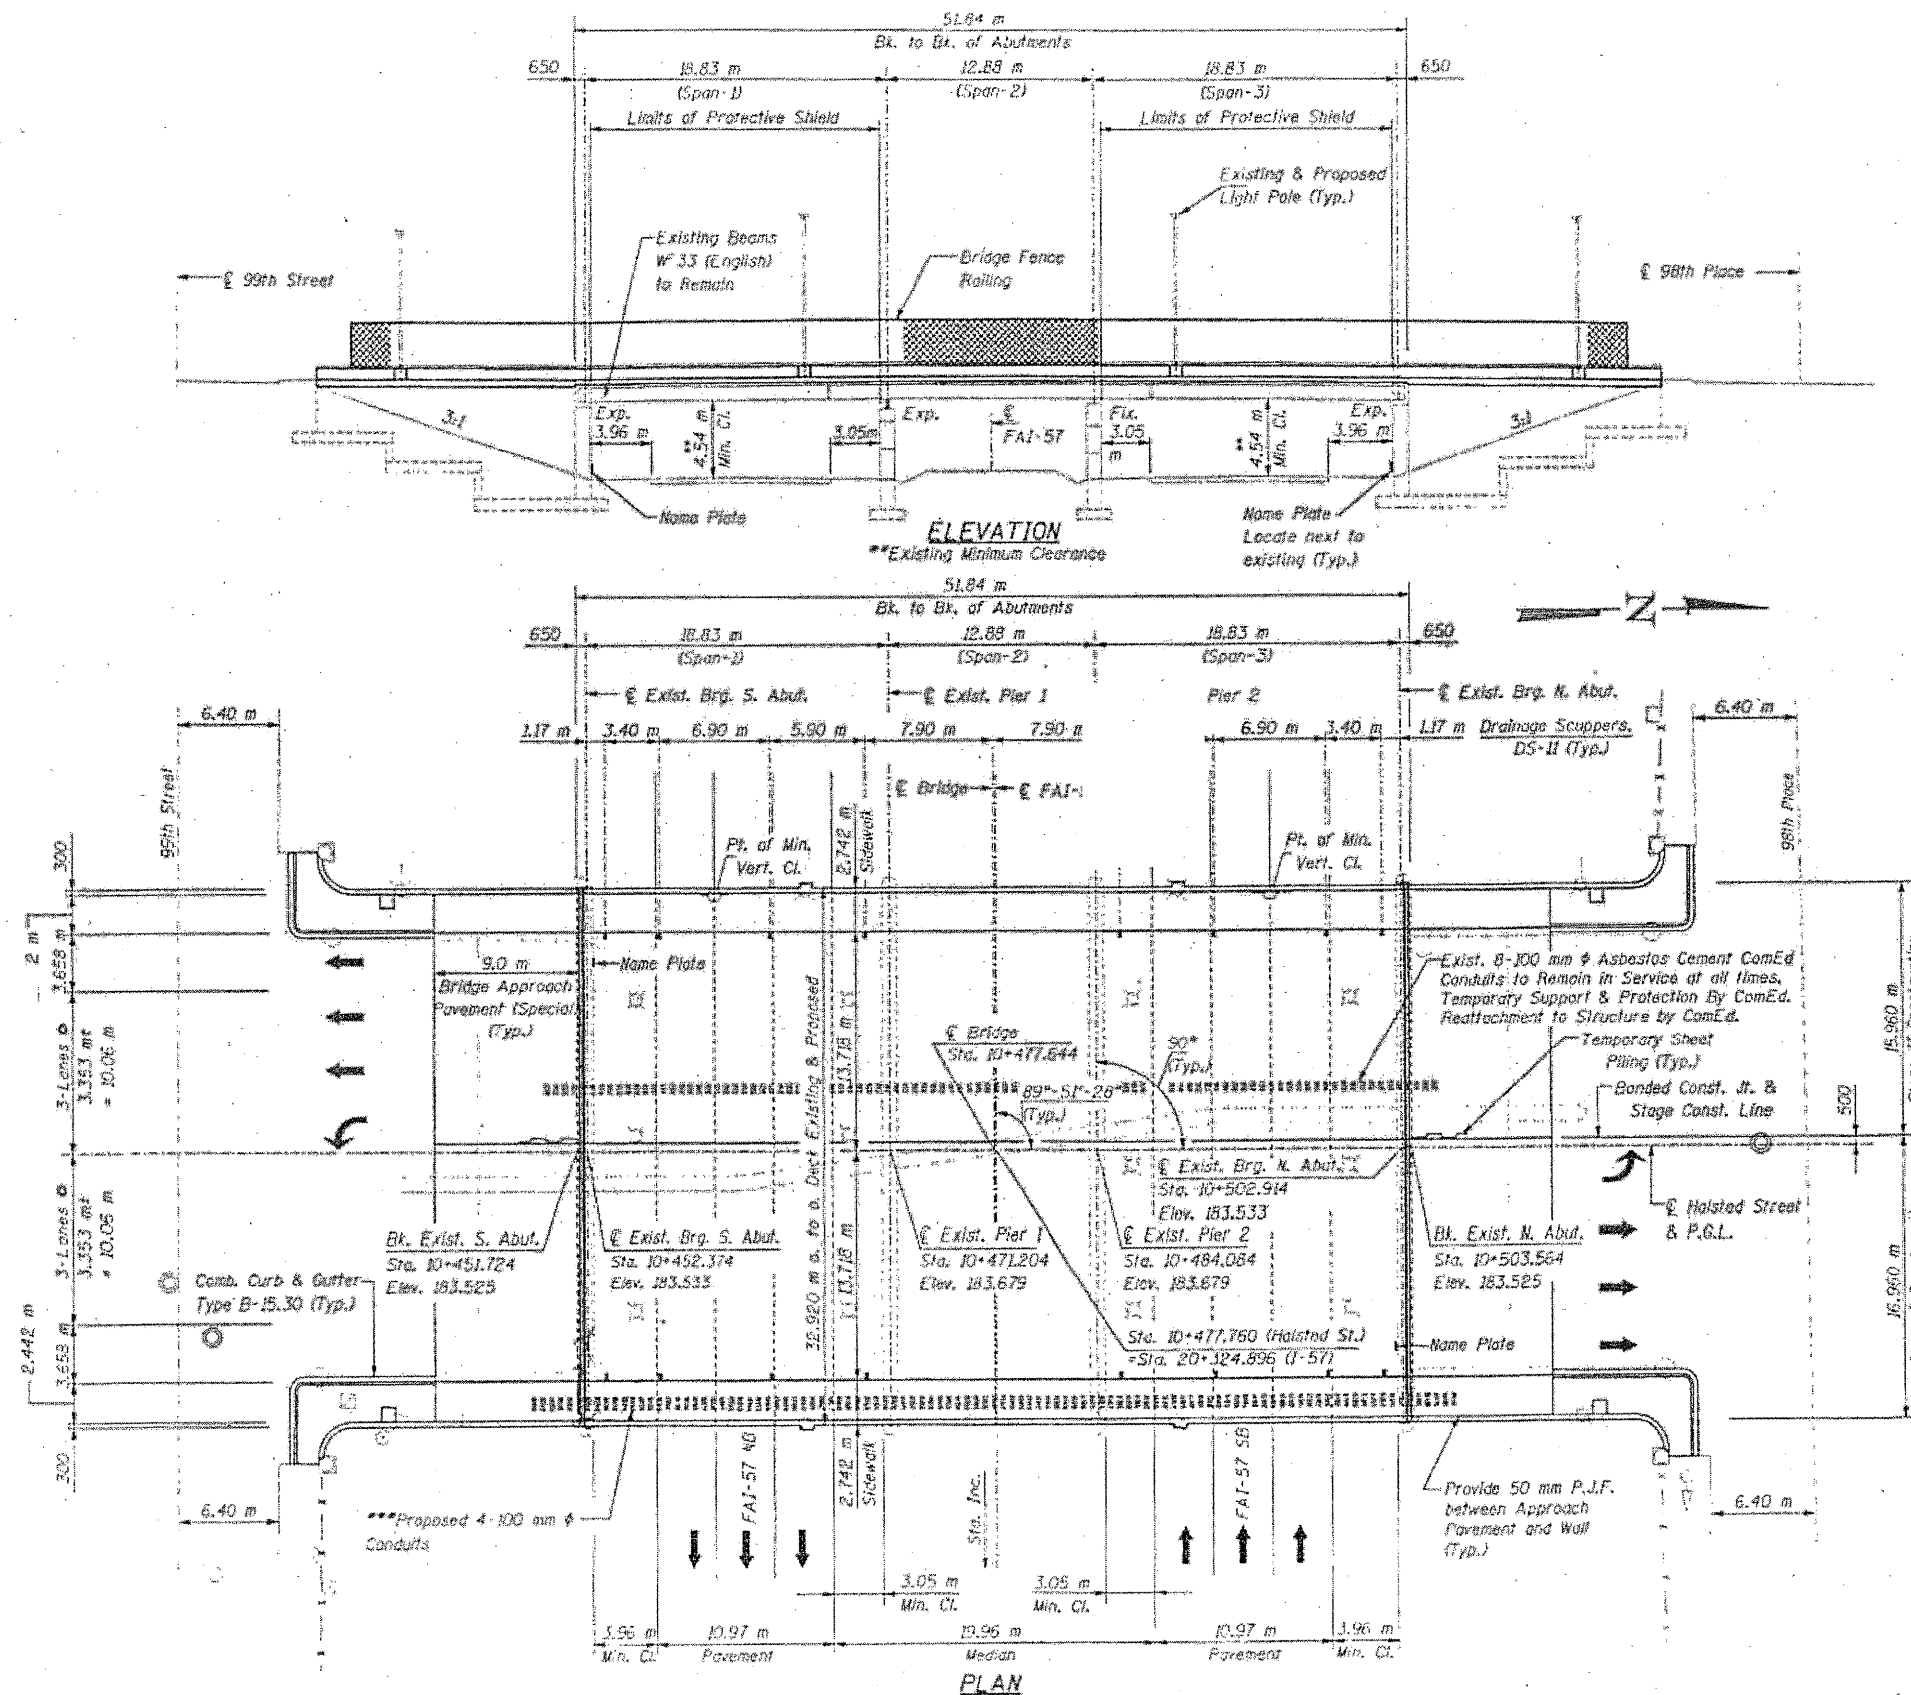 51.84 m
Bk. to Bk. of Abutments
650
18.83 m
(Span-1)
12.88 m
(Span-2)
18.83 m
(Span-3)
650
Limits of Protective Shield
Limits of Protective Shield
Existing & Proposed
Light Pole (Typ.)
Existing Beams
W 33 (English)
to Remain
Bridge Fence
Railing
℄ 99th Street
℄ 98th Place
3:1
Exp.
3.96 m
**
4.54 m
Min. Cl.
3.05m
Exp.
℄
FAI-57
Fix.
3.05
m
**
4.54 m
Min. Cl.
Exp.
3.96 m
3:1
Name Plate
Name Plate
Locate next to
existing (Typ.)
ELEVATION
**Existing Minimum Clearance
51.84 m
Bk. to Bk. of Abutments
N
650
18.83 m
(Span-1)
12.88 m
(Span-2)
18.83 m
(Span-3)
650
℄ Exist. Brg. S. Abut.
℄ Exist. Pier 1
Pier 2
℄ Exist. Brg. N. Abut.
6.40 m
6.40 m
1.17 m
3.40 m
6.90 m
5.90 m
7.90 m
7.90 m
6.90 m
3.40 m
1.17 m
Drainage Scuppers,
DS-11 (Typ.)
℄ Bridge
℄ FAI-
99th Street
98th Place
Pt. of Min.
Vert. Cl.
2.742 m
Sidewalk
Pt. of Min.
Vert. Cl.
300
2 m
3.658 m
3-Lanes @
3.353 m±
= 10.06 m
3-Lanes @
3.353 m±
= 10.06 m
2.442 m
3.658 m
300
9.0 m
Bridge Approach
Pavement (Special)
(Typ.)
Name Plate
32.920 m o. to o. Deck Existing & Proposed
13.718 m
13.718 m
℄ Bridge
Sta. 10+477.644
90°
(Typ.)
89°-51'-26"
(Typ.)
Exist. 8-100 mm ϕ Asbestos Cement ComEd
Conduits to Remain in Service at all times.
Temporary Support & Protection By ComEd.
Reattachment to Structure by ComEd.
Temporary Sheet
Piling (Typ.)
Bonded Const. Jt. &
Stage Const. Line
15.960 m
500
16.960 m
℄ Exist. Brg. N. Abut.
Sta. 10+502.914
Elev. 183.533
℄ Halsted Street
& P.G.L.
Bk. Exist. S. Abut.
Sta. 10+451.724
Elev. 183.525
℄ Exist. Brg. S. Abut.
Sta. 10+452.374
Elev. 183.533
℄ Exist. Pier 1
Sta. 10+471.204
Elev. 183.679
℄ Exist. Pier 2
Sta. 10+484.084
Elev. 183.679
Bk. Exist. N. Abut.
Sta. 10+503.564
Elev. 183.525
Comb. Curb & Gutter
Type B-15.30 (Typ.)
Sta. 10+477.760 (Halsted St.)
=Sta. 20+124.896 (I-57)
Name Plate
6.40 m
***Proposed 4-100 mm ϕ
Conduits
FAI-57 NB
2.742 m
Sidewalk
Sta. Inc.
FAI-57 SB
Provide 50 mm P.J.F.
between Approach
Pavement and Wall
(Typ.)
6.40 m
3.05 m
Min. Cl.
3.05 m
Min. Cl.
3.96 m
Min. Cl.
10.97 m
Pavement
19.96 m
Median
10.97 m
Pavement
3.96 m
Min. Cl.
PLAN